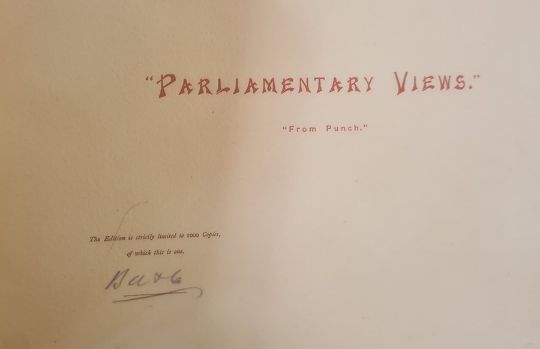 "PARLIAMENTARY VIEWS."
"From Punch."
The Edition is strictly limited to 1000 Copies,
of which this is one.